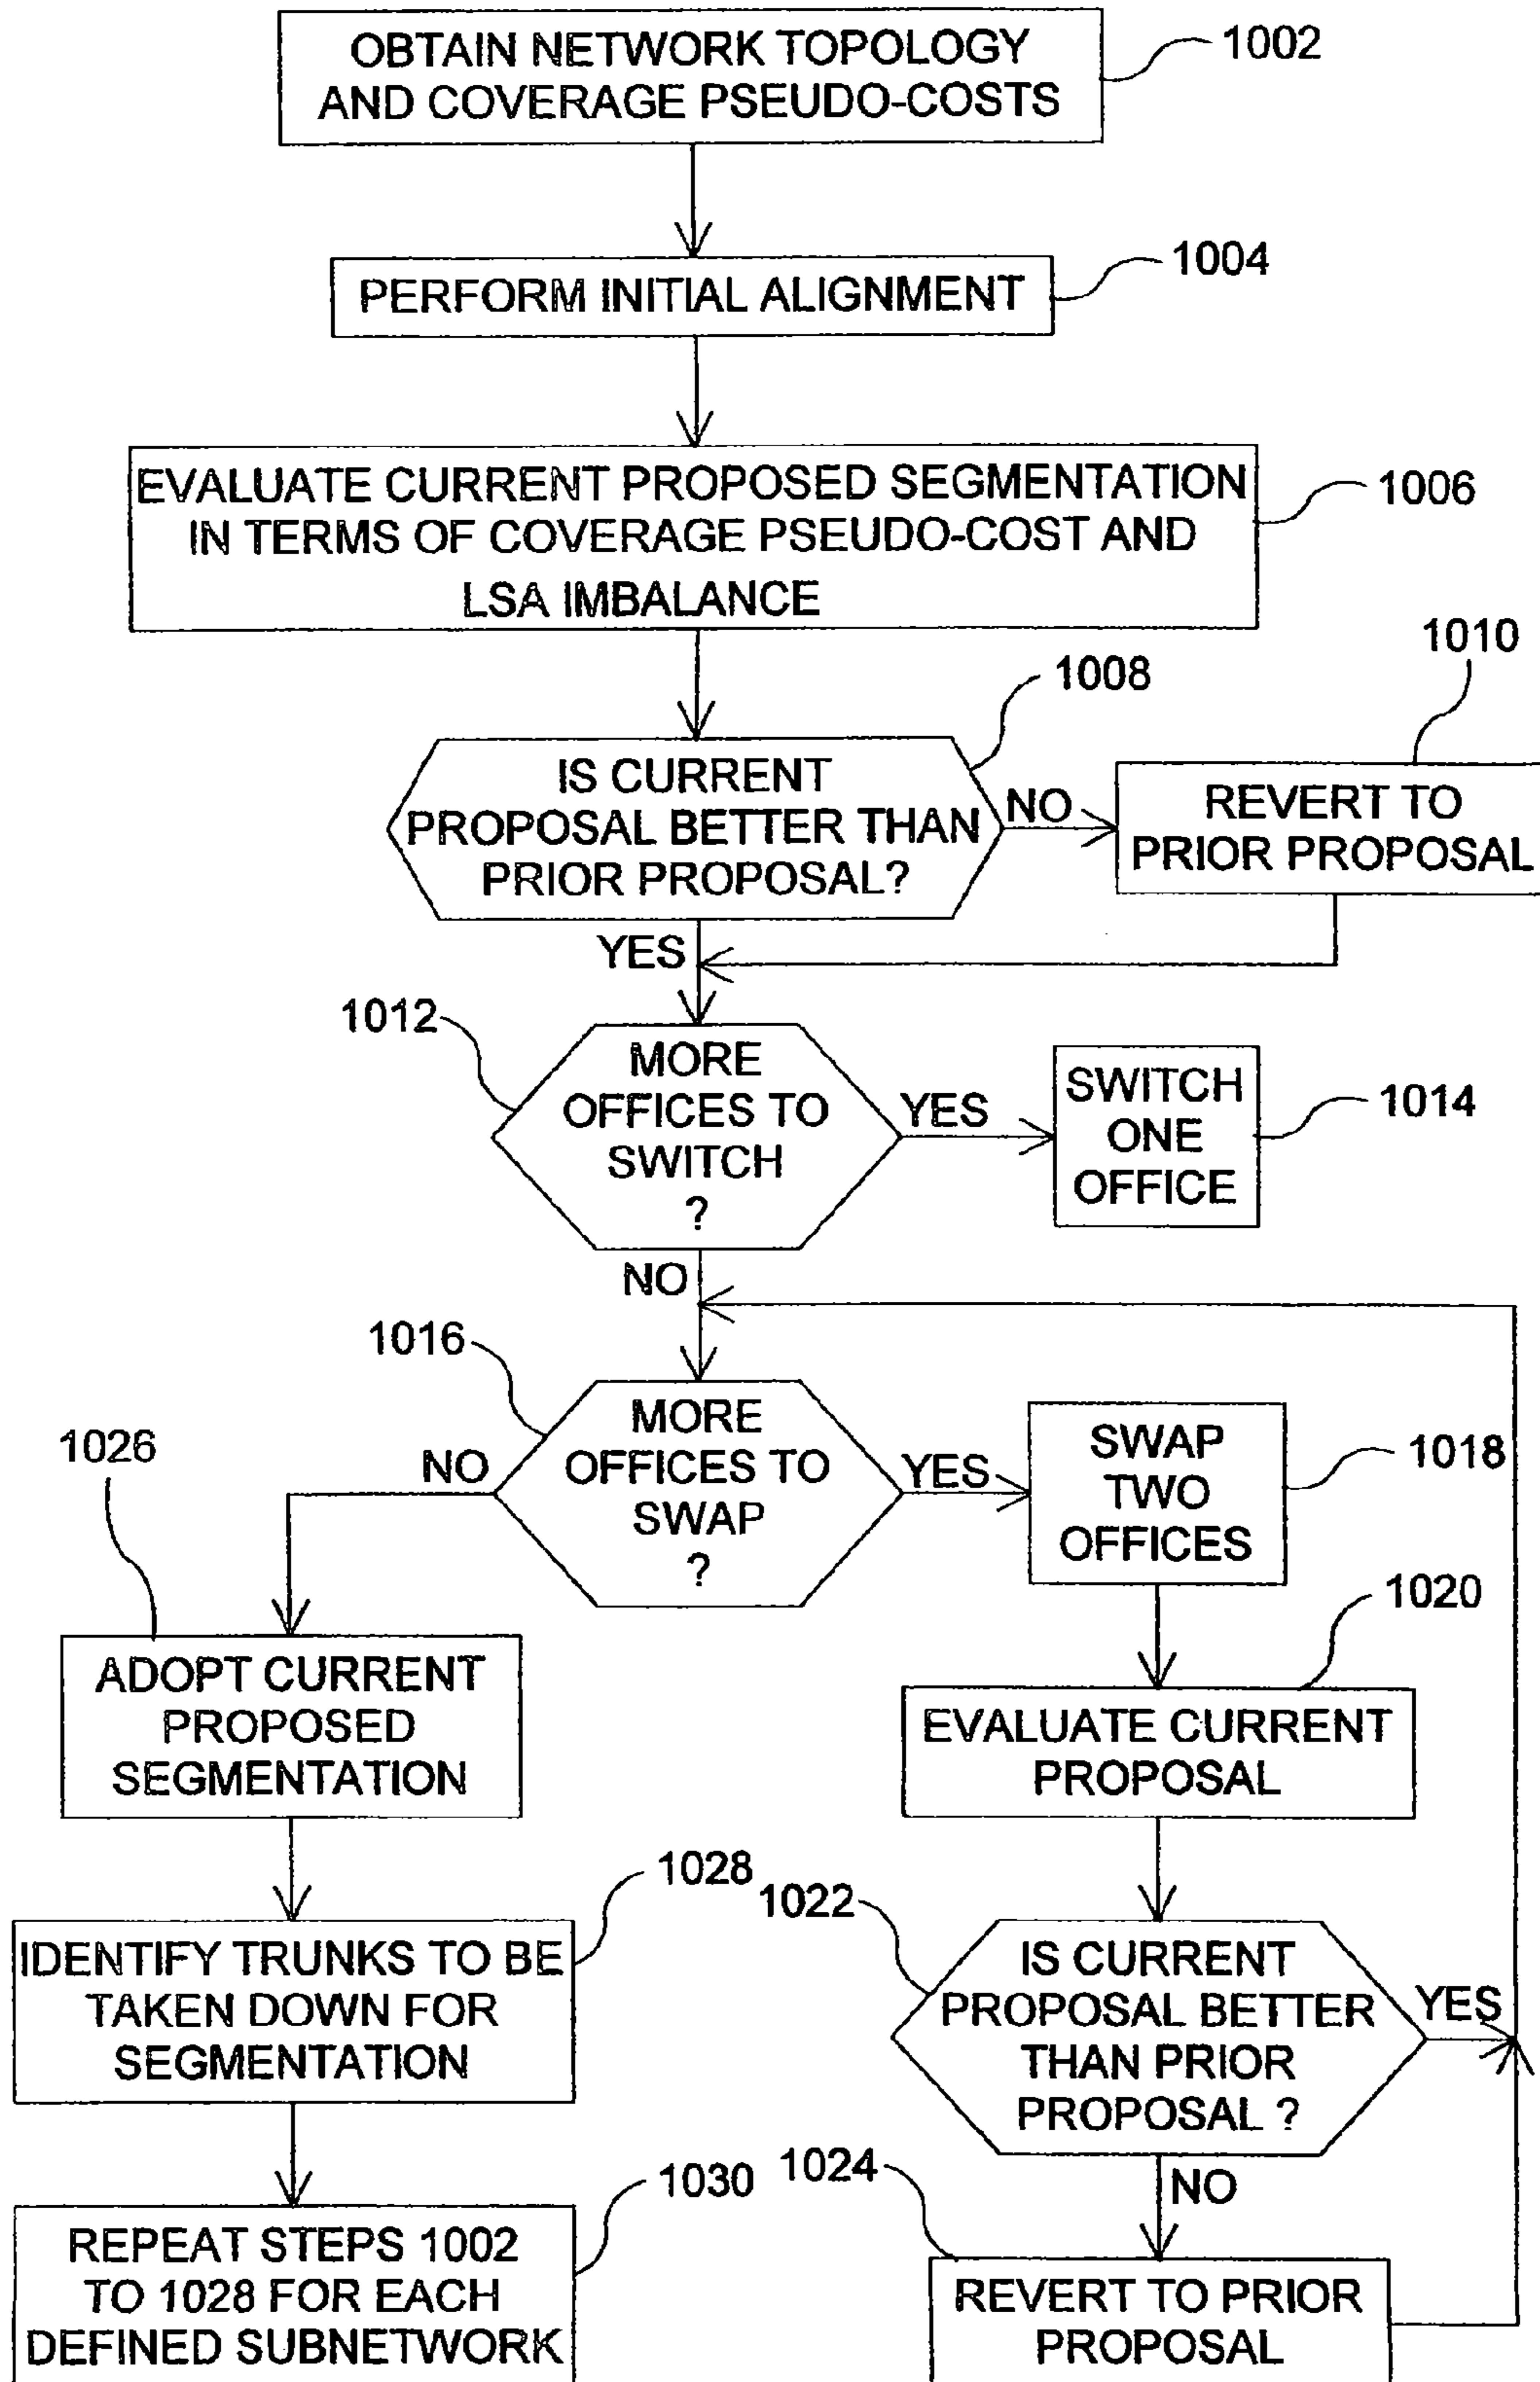 OBTAIN NETWORK TOPOLOGY
AND COVERAGE PSEUDO-COSTS
1002
PERFORM INITIAL ALIGNMENT
1004
EVALUATE CURRENT PROPOSED SEGMENTATION
IN TERMS OF COVERAGE PSEUDO-COST AND
LSA IMBALANCE
1006
1008
IS CURRENT
PROPOSAL BETTER THAN
PRIOR PROPOSAL?
NO
1010
REVERT TO
PRIOR PROPOSAL
YES
1012
MORE
OFFICES TO
SWITCH
?
YES
SWITCH
ONE
OFFICE
1014
NO
1016
MORE
OFFICES TO
SWAP
?
YES
SWAP
TWO
OFFICES
1018
NO
1026
ADOPT CURRENT
PROPOSED
SEGMENTATION
1020
EVALUATE CURRENT
PROPOSAL
1028
IDENTIFY TRUNKS TO BE
TAKEN DOWN FOR
SEGMENTATION
1022
IS CURRENT
PROPOSAL BETTER
THAN PRIOR
PROPOSAL ?
YES
NO
1030
REPEAT STEPS 1002
TO 1028 FOR EACH
DEFINED SUBNETWORK
1024
REVERT TO PRIOR
PROPOSAL